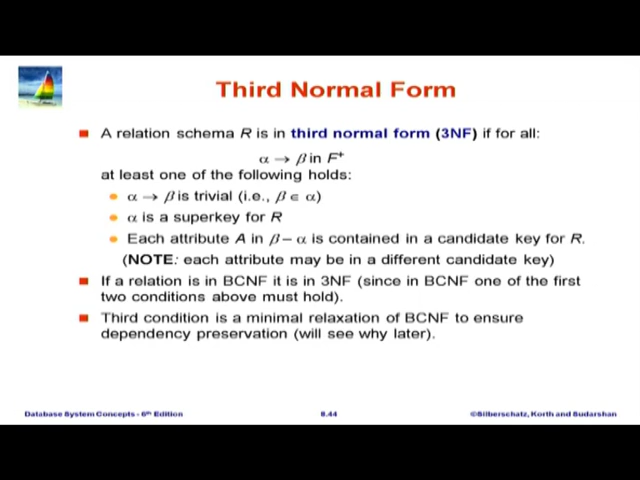 Third Normal Form
A relation schema R is in third normal form (3NF) if for all:
α → β in F+
at least one of the following holds:
α → β is trivial (i.e., β ∈ α)
α is a superkey for R
Each attribute A in β – α is contained in a candidate key for R.
(NOTE: each attribute may be in a different candidate key)
If a relation is in BCNF it is in 3NF (since in BCNF one of the first
two conditions above must hold).
Third condition is a minimal relaxation of BCNF to ensure
dependency preservation (will see why later).
Database System Concepts - 6th Edition
8.44
©Silberschatz, Korth and Sudarshan